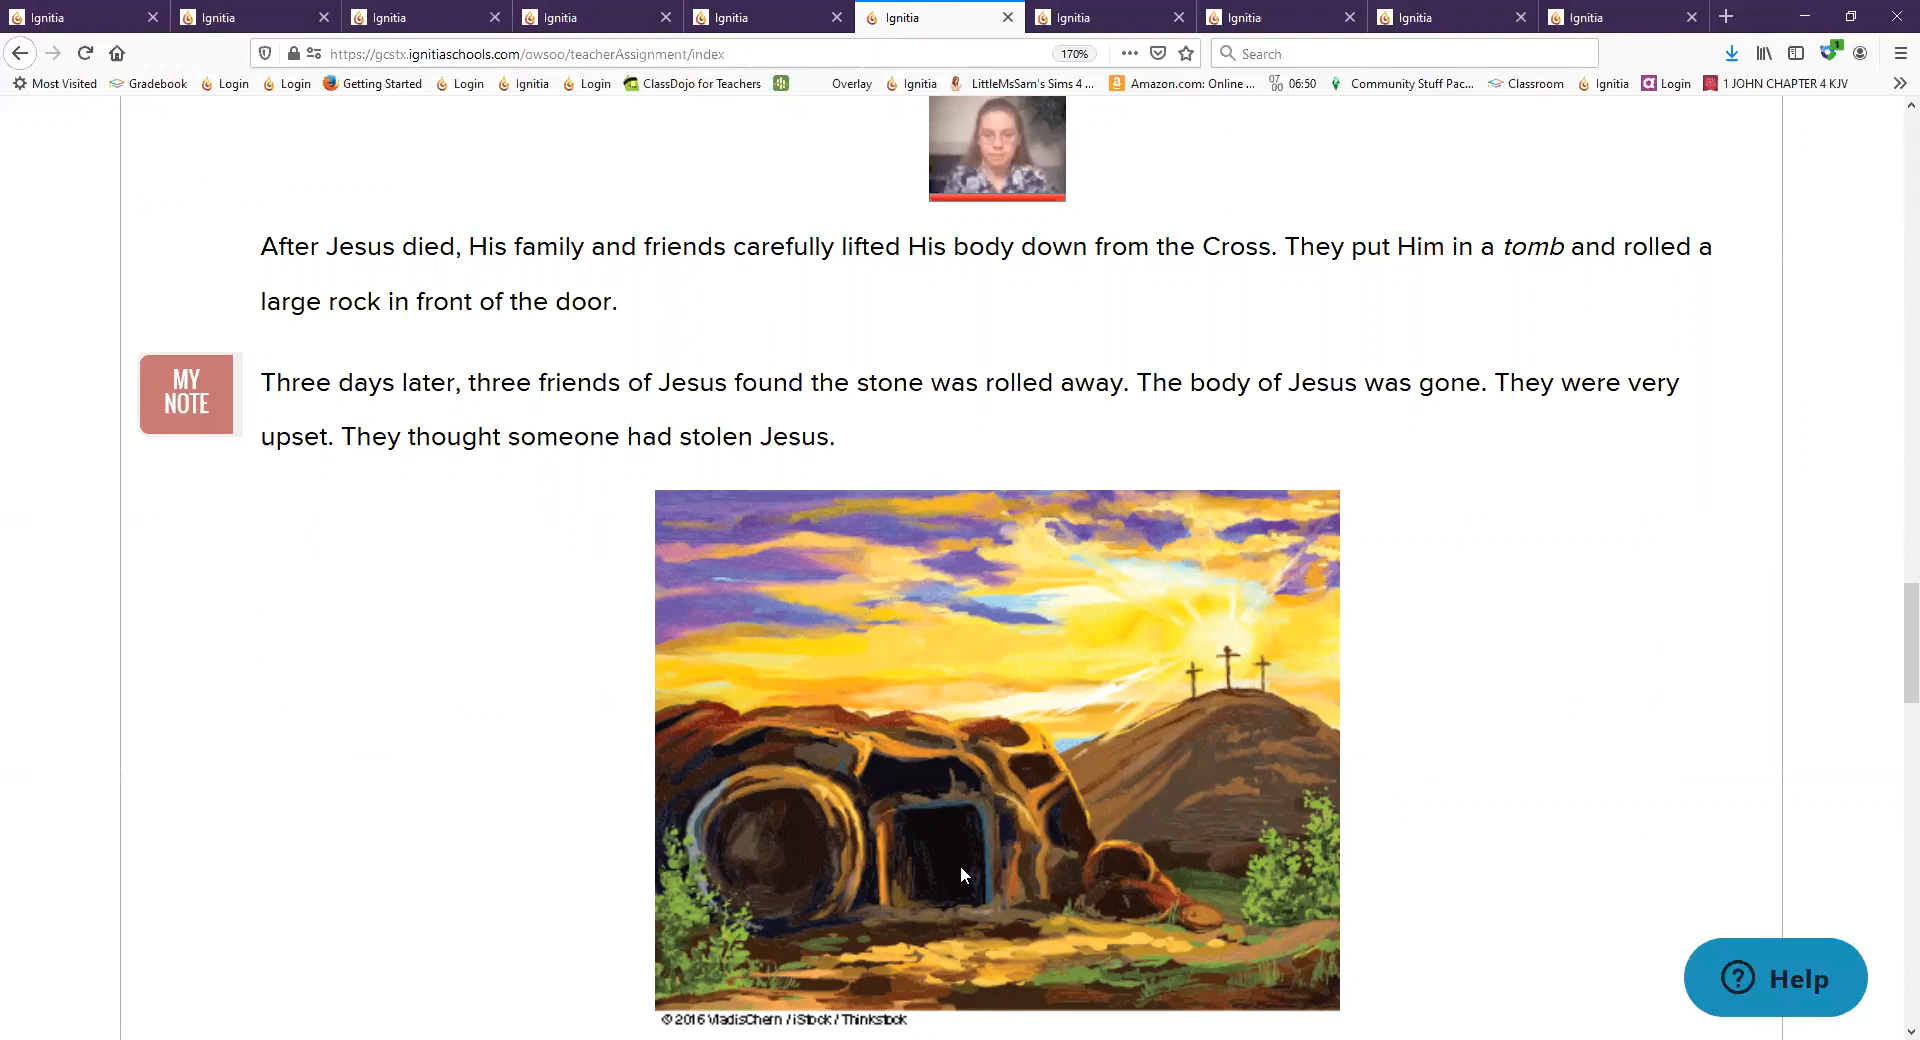 Ignitia Ignitia Ignitia Ignitia Ignitia Ignitia Ignitia Ignitia Ignitia Ignitia
https://gcstx.ignitiaschools.com/owsoo/teacherAssignment/index 170% Search
Most Visited Gradebook Login Login Getting Started Login Ignitia Login ClassDojo for Teachers Overlay Ignitia LittleMsSam's Sims 4 ... Amazon.com: Online ... 07 00 06:50 Community Stuff Pac... Classroom Ignitia Login 1 JOHN CHAPTER 4 KJV
After Jesus died, His family and friends carefully lifted His body down from the Cross. They put Him in a tomb and rolled a
large rock in front of the door.
MY
NOTE
Three days later, three friends of Jesus found the stone was rolled away. The body of Jesus was gone. They were very
upset. They thought someone had stolen Jesus.
© 2016 VladisChern / iStock / Thinkstock
? Help